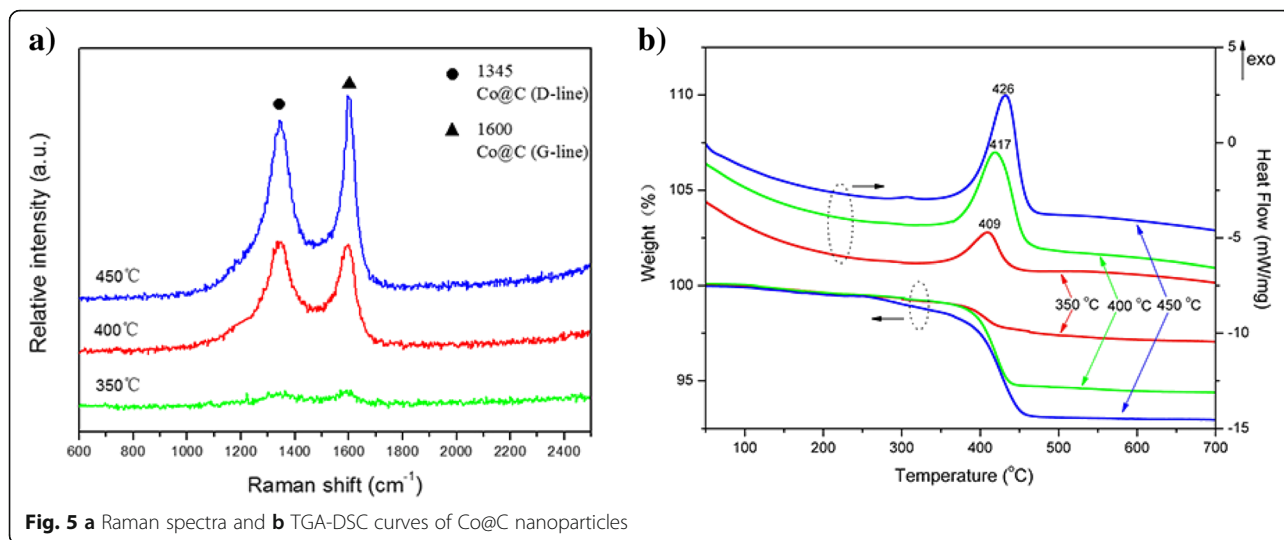 a)
1345
Co@C (D-line)
1600
Co@C (G-line)
450℃
400℃
350℃
Relative intensity (a.u.)
600 800 1000 1200 1400 1600 1800 2000 2200 2400
Raman shift (cm⁻¹)
b)
exo
426
417
409
350 °C
400 °C
450 °C
110
105
100
95
Weight (%)
5
0
-5
-10
-15
Heat Flow (mW/mg)
100 200 300 400 500 600 700
Temperature (°C)
Fig. 5 a Raman spectra and b TGA-DSC curves of Co@C nanoparticles